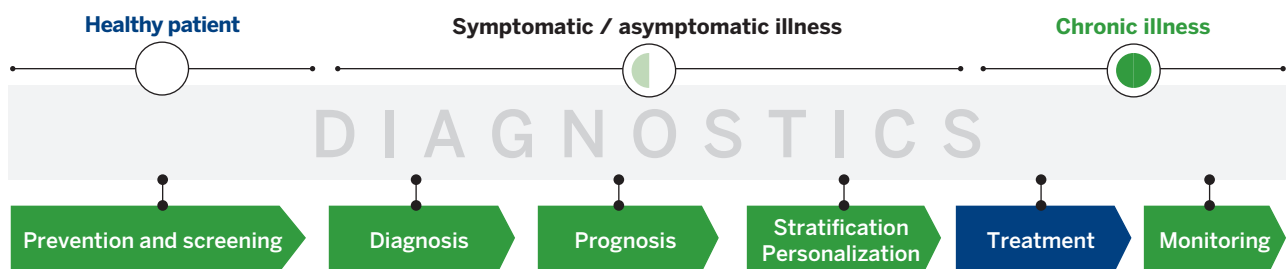 Healthy patient
Symptomatic / asymptomatic illness
Chronic illness
DIAGNOSTICS
Prevention and screening
Diagnosis
Prognosis
Stratification
Personalization
Treatment
Monitoring